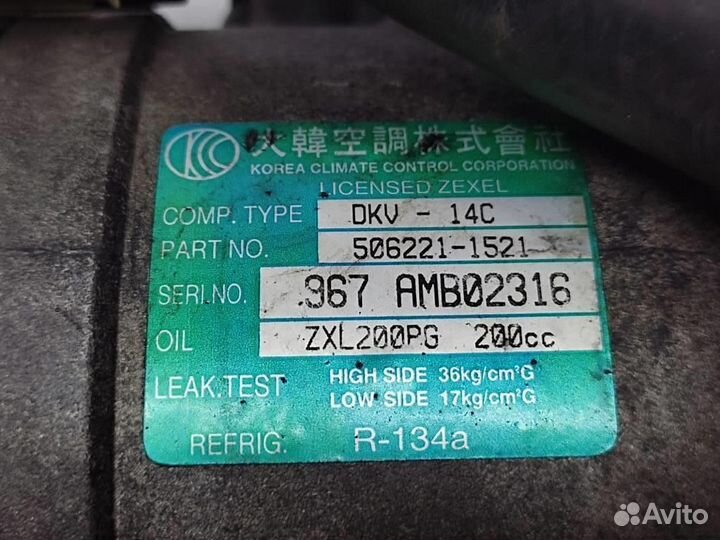 KCC
大韓空調株式會社
KOREA CLIMATE CONTROL CORPORATION
LICENSED ZEXEL
COMP. TYPE DKV - 14C
PART NO. 506221-1521
SERI.NO. 967 AMB02316
OIL ZXL200PG 200cc
LEAK.TEST HIGH SIDE 36kg/cm²G
LOW SIDE 17kg/cm²G
REFRIG. R-134a
Avito